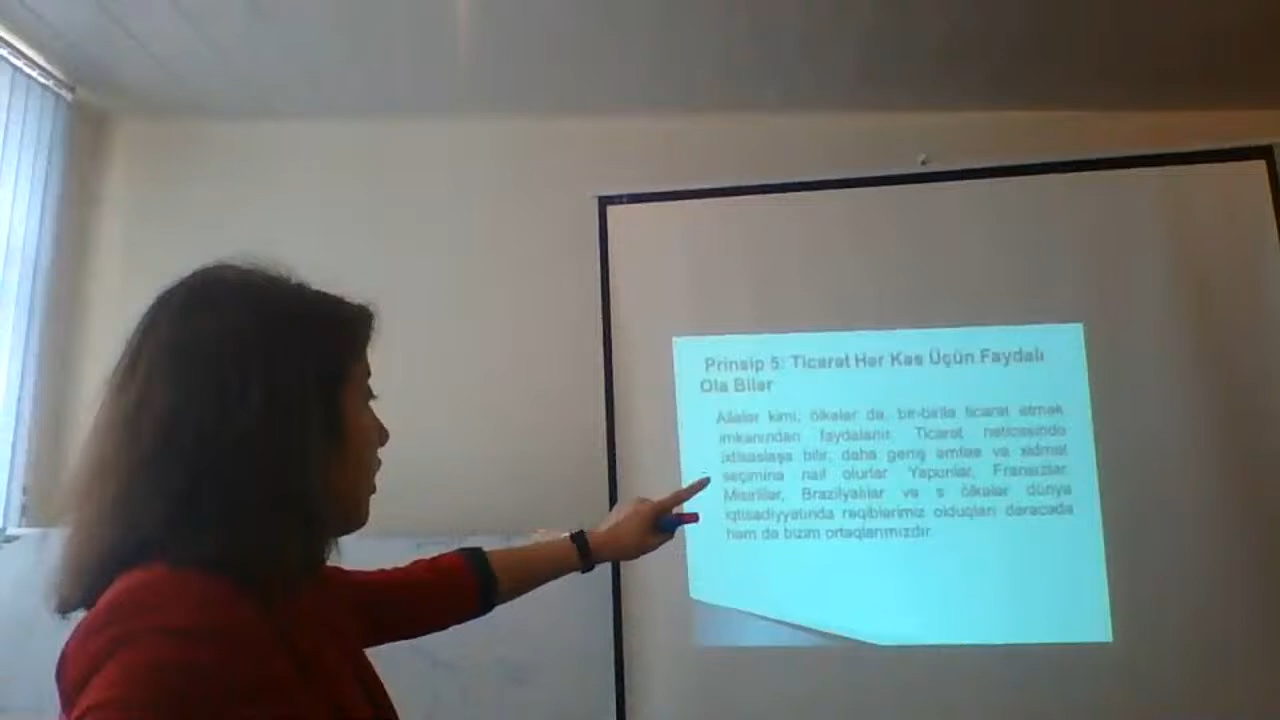 Prinsip 5: Ticarət Hər Kəs Üçün Faydalı
Ola Bilər
Ailələr kimi, ölkələr də, bir-birilə ticarət etmək
imkanından faydalanır. Ticarət nəticəsində
ixtisaslaşa bilir, daha geniş əmtəə və xidmət
seçiminə nail olurlar. Yaponlar, Fransızlar,
Misirlilər, Braziliyalılar və s. ölkələr dünya
iqtisadiyyatında rəqiblərimiz olduqları dərəcədə
həm də bizim ortaqlarımızdır.